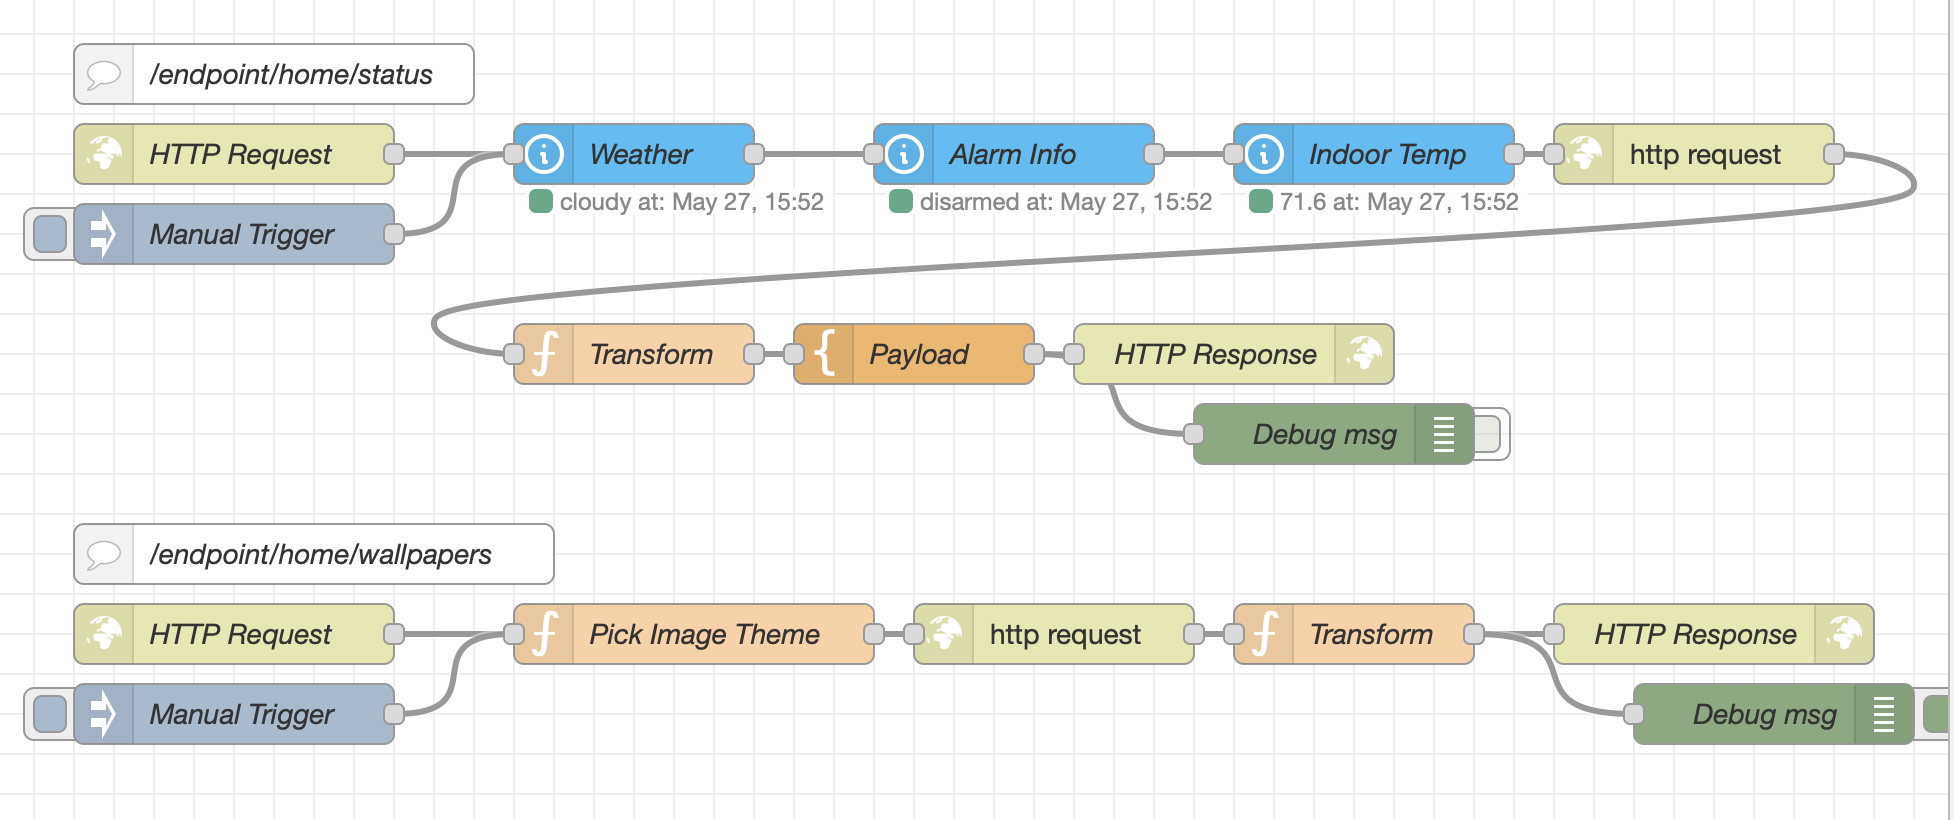 /endpoint/home/status
HTTP Request
Weather
Alarm Info
Indoor Temp
http request
cloudy at: May 27, 15:52
disarmed at: May 27, 15:52
71.6 at: May 27, 15:52
Manual Trigger
Transform
Payload
HTTP Response
Debug msg
/endpoint/home/wallpapers
HTTP Request
Pick Image Theme
http request
Transform
HTTP Response
Manual Trigger
Debug msg